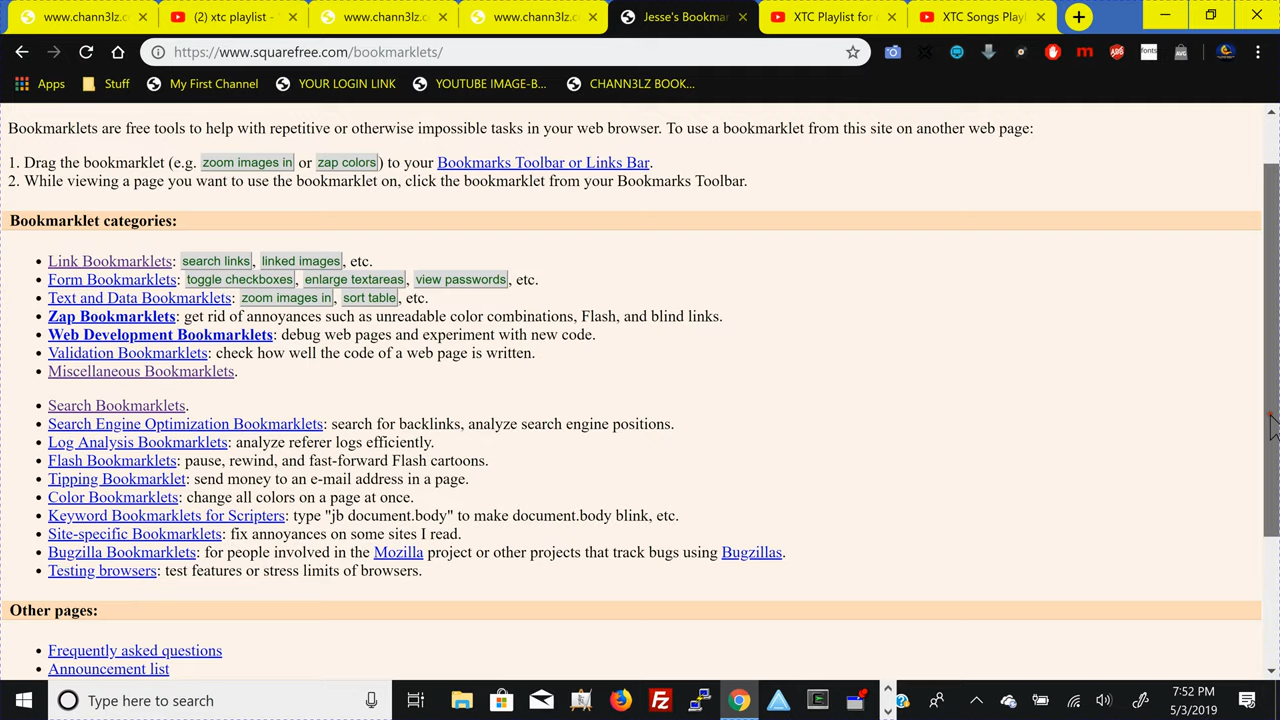 www.chann3lz.c
(2) xtc playlist -
www.chann3lz.c
www.chann3lz.
Jesse's Bookmar
XTC Playlist for
XTC Songs Play
https://www.squarefree.com/bookmarklets/
Apps
Stuff
My First Channel
YOUR LOGIN LINK
YOUTUBE IMAGE-B...
CHANN3LZ BOOK...
fonts
m
ABS
AVG
Bookmarklets are free tools to help with repetitive or otherwise impossible tasks in your web browser. To use a bookmarklet from this site on another web page:
1. Drag the bookmarklet (e.g. zoom images in or zap colors) to your Bookmarks Toolbar or Links Bar.
2. While viewing a page you want to use the bookmarklet on, click the bookmarklet from your Bookmarks Toolbar.
Bookmarklet categories:
• Link Bookmarklets: search links, linked images, etc.
• Form Bookmarklets: toggle checkboxes, enlarge textareas, view passwords, etc.
• Text and Data Bookmarklets: zoom images in, sort table, etc.
• Zap Bookmarklets: get rid of annoyances such as unreadable color combinations, Flash, and blind links.
• Web Development Bookmarklets: debug web pages and experiment with new code.
• Validation Bookmarklets: check how well the code of a web page is written.
• Miscellaneous Bookmarklets.
• Search Bookmarklets.
• Search Engine Optimization Bookmarklets: search for backlinks, analyze search engine positions.
• Log Analysis Bookmarklets: analyze referer logs efficiently.
• Flash Bookmarklets: pause, rewind, and fast-forward Flash cartoons.
• Tipping Bookmarklet: send money to an e-mail address in a page.
• Color Bookmarklets: change all colors on a page at once.
• Keyword Bookmarklets for Scripters: type "jb document.body" to make document.body blink, etc.
• Site-specific Bookmarklets: fix annoyances on some sites I read.
• Bugzilla Bookmarklets: for people involved in the Mozilla project or other projects that track bugs using Bugzillas.
• Testing browsers: test features or stress limits of browsers.
Other pages:
• Frequently asked questions
• Announcement list
Type here to search
Fz
7:52 PM
5/3/2019